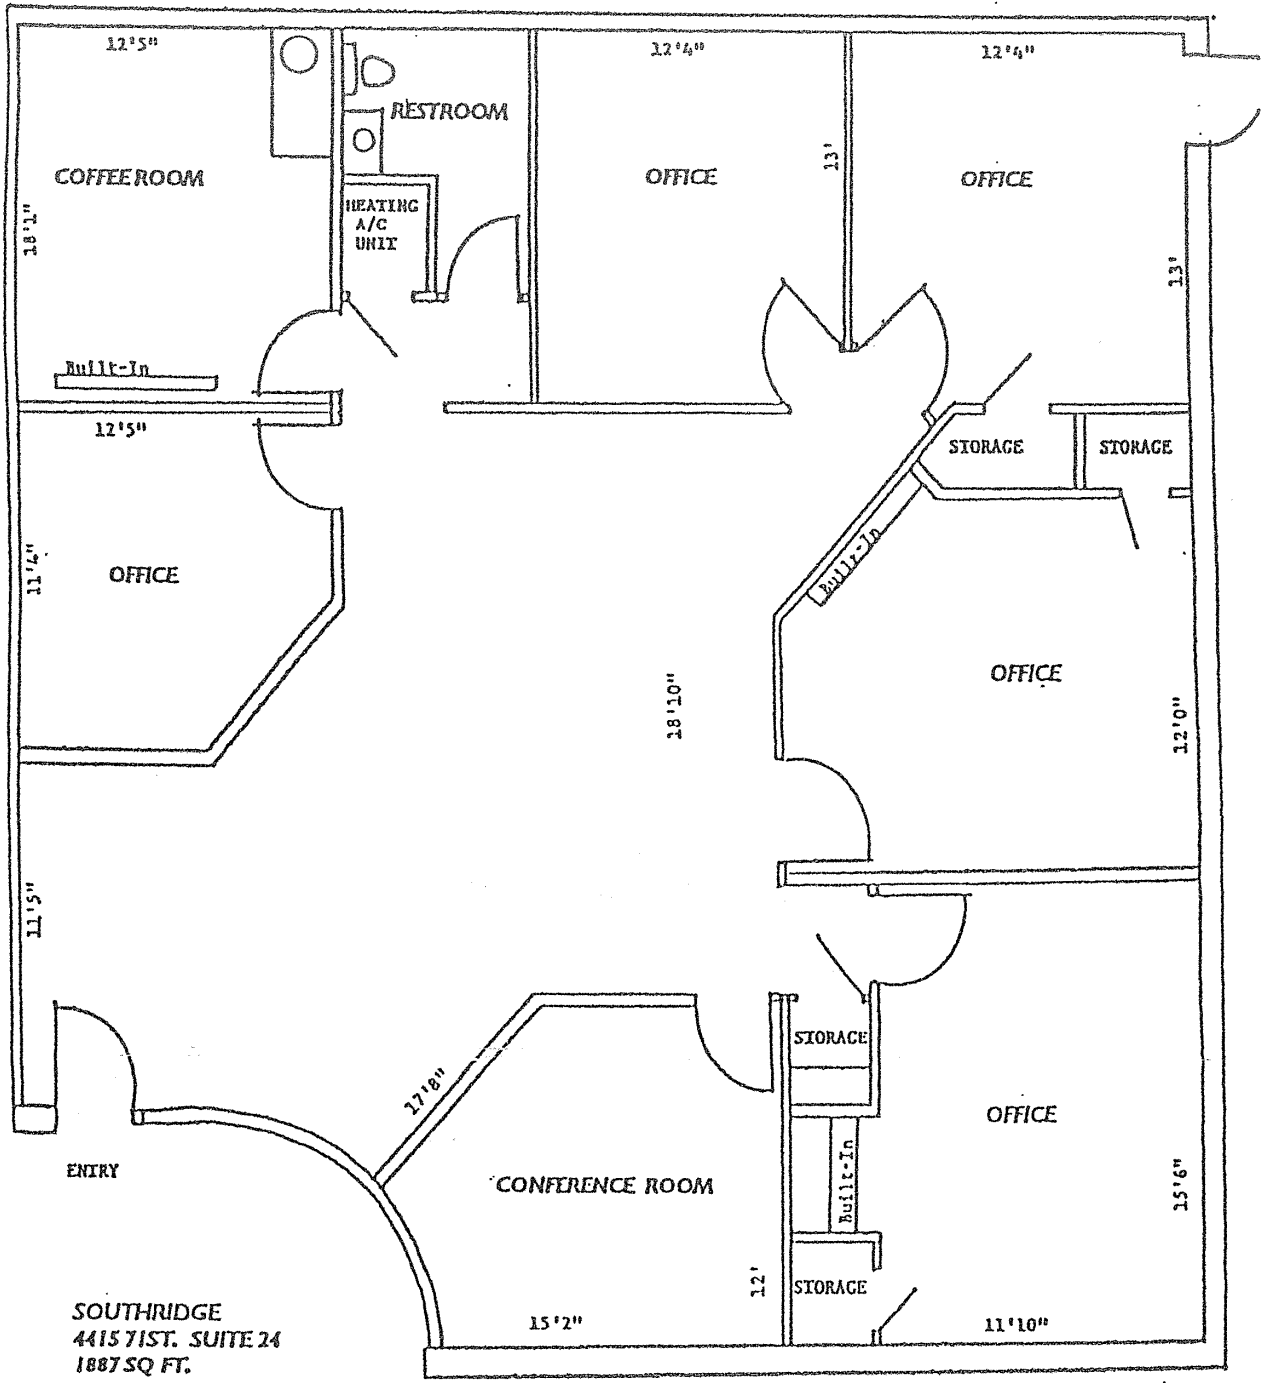 12'5"
12'4"
12'4"
RESTROOM
COFFEE ROOM
OFFICE
13'
OFFICE
HEATING
A/C
UNIT
18'1"
13'
Built-In
12'5"
STORAGE
STORAGE
11'4"
OFFICE
Built-In
18'10"
OFFICE
12'0"
11'5"
STORAGE
17'8"
OFFICE
ENTRY
CONFERENCE ROOM
Built-In
15'6"
12'
STORAGE
15'2"
11'10"
SOUTHRIDGE
4415 71ST. SUITE 24
1887 SQ FT.